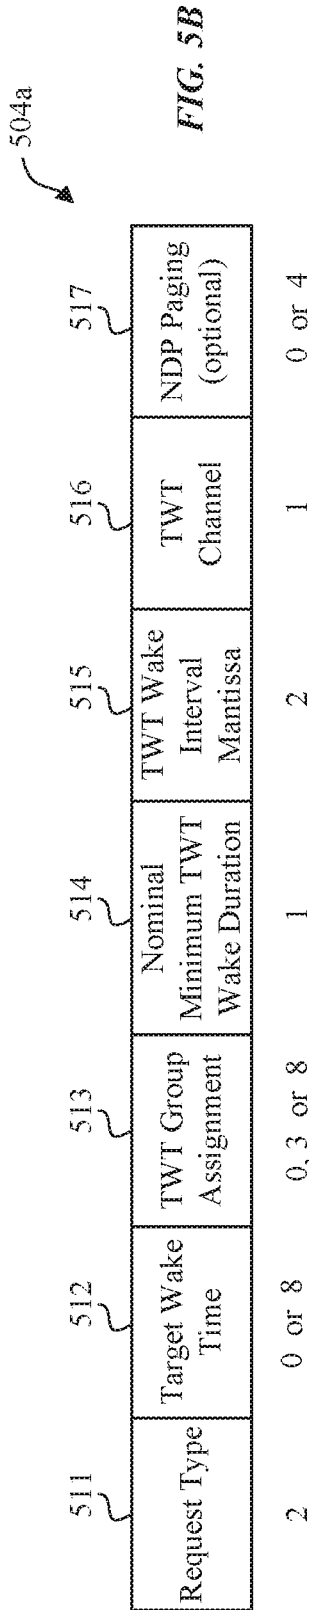 504a
511
512
513
514
515
516
517
Request Type
Target Wake
Time
TWT Group
Assignment
Nominal
Minimum TWT
Wake Duration
TWT Wake
Interval
Mantissa
TWT
Channel
NDP Paging
(optional)
2
0 or 8
0, 3 or 8
1
2
1
0 or 4
FIG. 5B